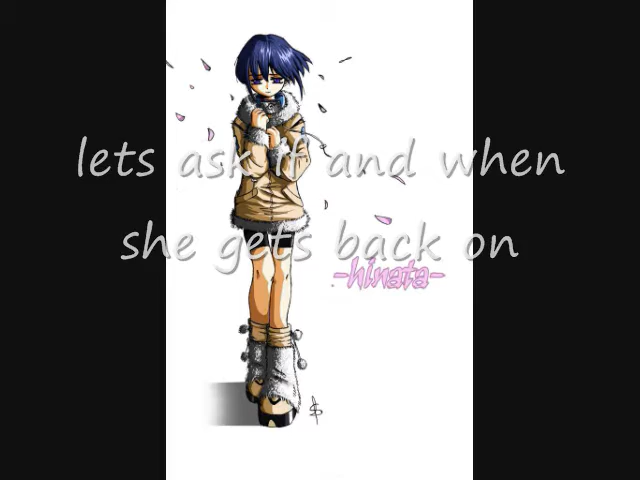 lets ask if and when
she gets back on
-hinata-